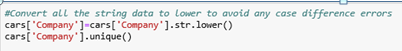 #Convert all the string data to lower to avoid any case difference errors
cars['Company']=cars['Company'].str.lower()
cars['Company'].unique()